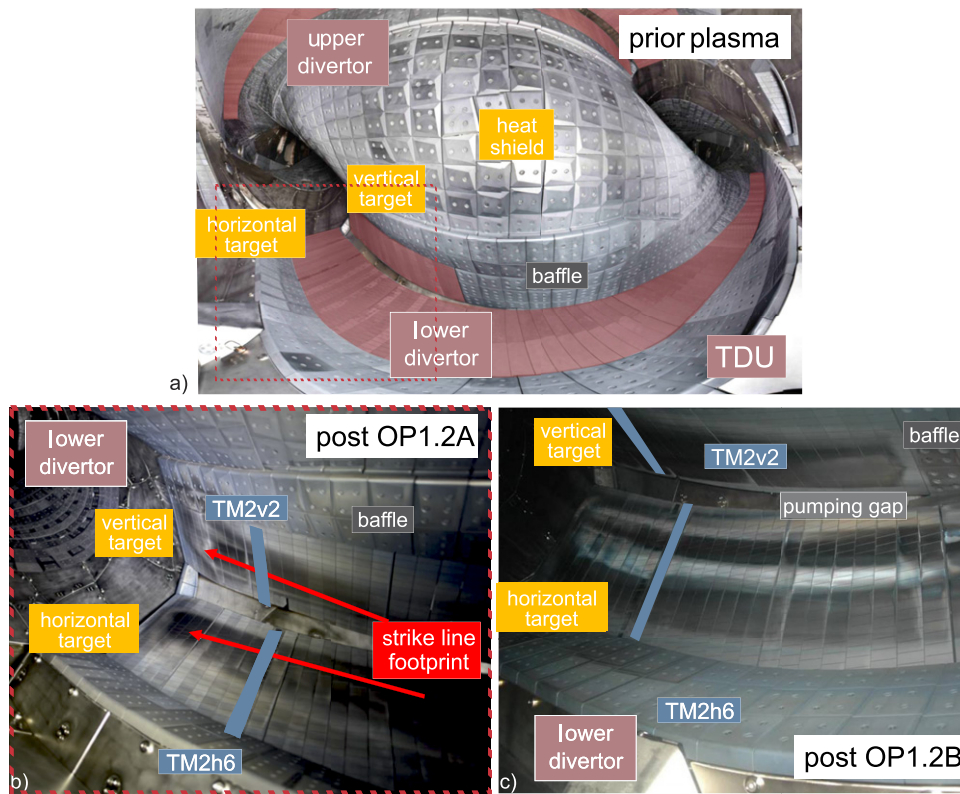 upper
divertor
prior plasma
heat
shield
vertical
target
horizontal
target
baffle
lower
divertor
TDU
a)
lower
divertor
post OP1.2A
TM2v2
vertical
target
baffle
horizontal
target
strike line
footprint
TM2h6
b)
vertical
target
TM2v2
baffle
pumping gap
horizontal
target
TM2h6
lower
divertor
post OP1.2B
c)